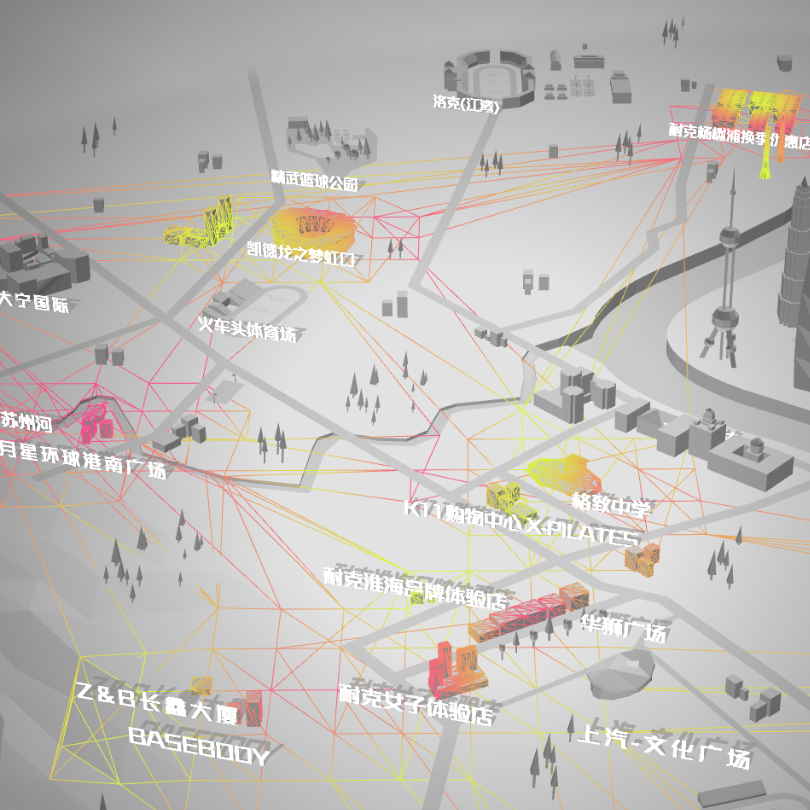 洛克(江湾)
耐克杨树浦换季优惠店
精武篮球公园
凯德龙之梦虹口
大宁国际
火车头体育场
苏州河
月星环球港南广场
格致中学
K11购物中心 X-PILATES
耐克淮海品牌体验店
华狮广场
耐克女子体验店
Z&B长鑫大厦
BASEBODY
上汽-文化广场